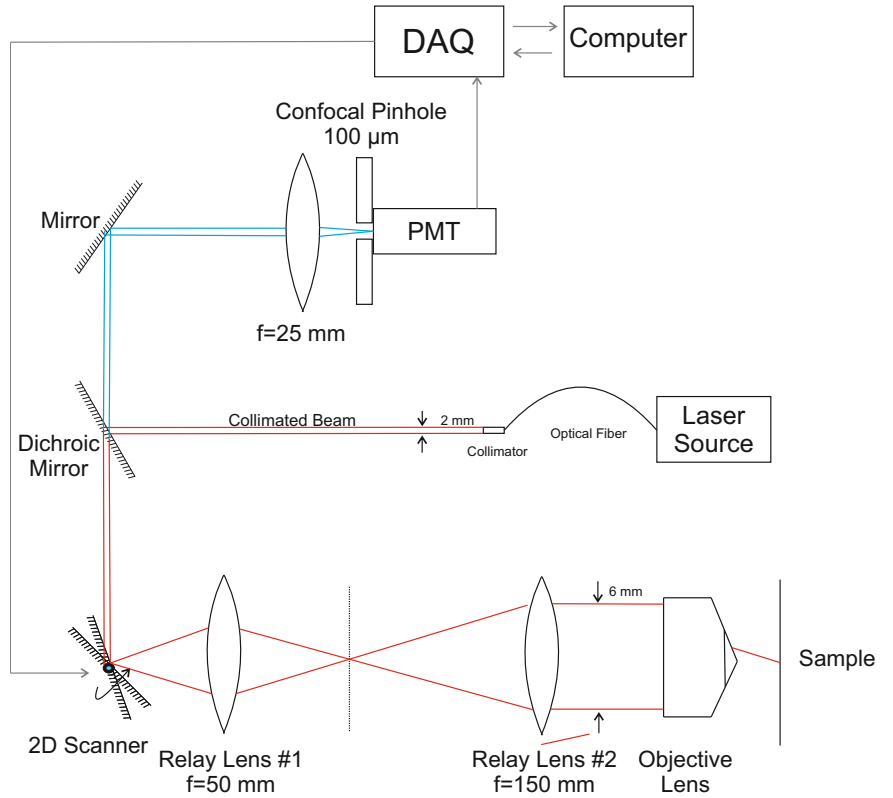 DAQ
Computer
Confocal Pinhole
100 µm
Mirror
PMT
f=25 mm
Collimated Beam
2 mm
Collimator
Optical Fiber
Laser
Source
Dichroic
Mirror
6 mm
Sample
2D Scanner
Relay Lens #1
f=50 mm
Relay Lens #2
f=150 mm
Objective
Lens